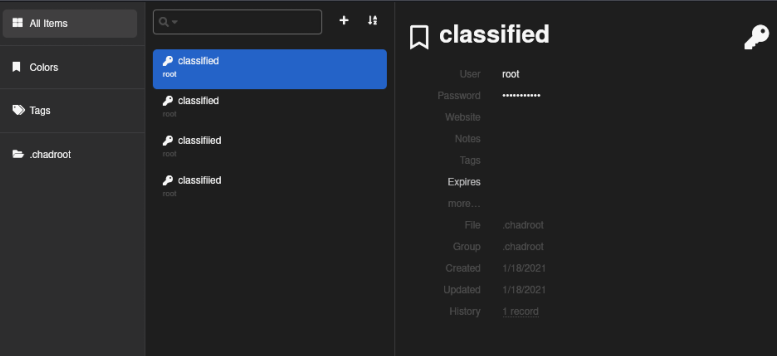 All Items
Colors
Tags
.chadroot
classified
root
classified
root
classifiied
root
classifiied
root
classified
User root
Password •••••••••••
Website
Notes
Tags
Expires
more...
File .chadroot
Group .chadroot
Created 1/18/2021
Updated 1/18/2021
History 1 record